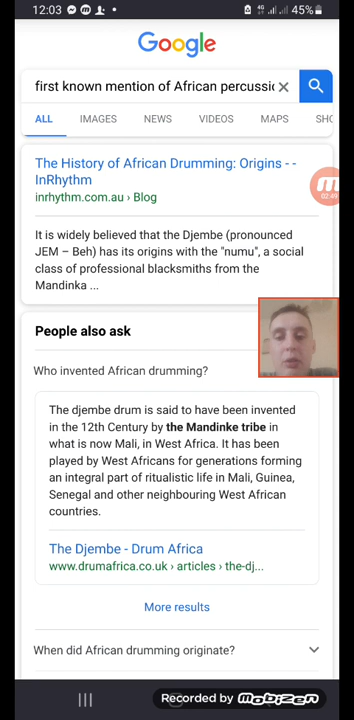 12:03 45%
Google
first known mention of African percussi
ALL IMAGES NEWS VIDEOS MAPS SHO
The History of African Drumming: Origins - -
InRhythm
inrhythm.com.au › Blog
02:49
It is widely believed that the Djembe (pronounced
JEM – Beh) has its origins with the "numu", a social
class of professional blacksmiths from the
Mandinka ...
People also ask
Who invented African drumming?
The djembe drum is said to have been invented
in the 12th Century by the Mandinke tribe in
what is now Mali, in West Africa. It has been
played by West Africans for generations forming
an integral part of ritualistic life in Mali, Guinea,
Senegal and other neighbouring West African
countries.
The Djembe - Drum Africa
www.drumafrica.co.uk › articles › the-dj...
More results
When did African drumming originate?
Recorded by mobizen